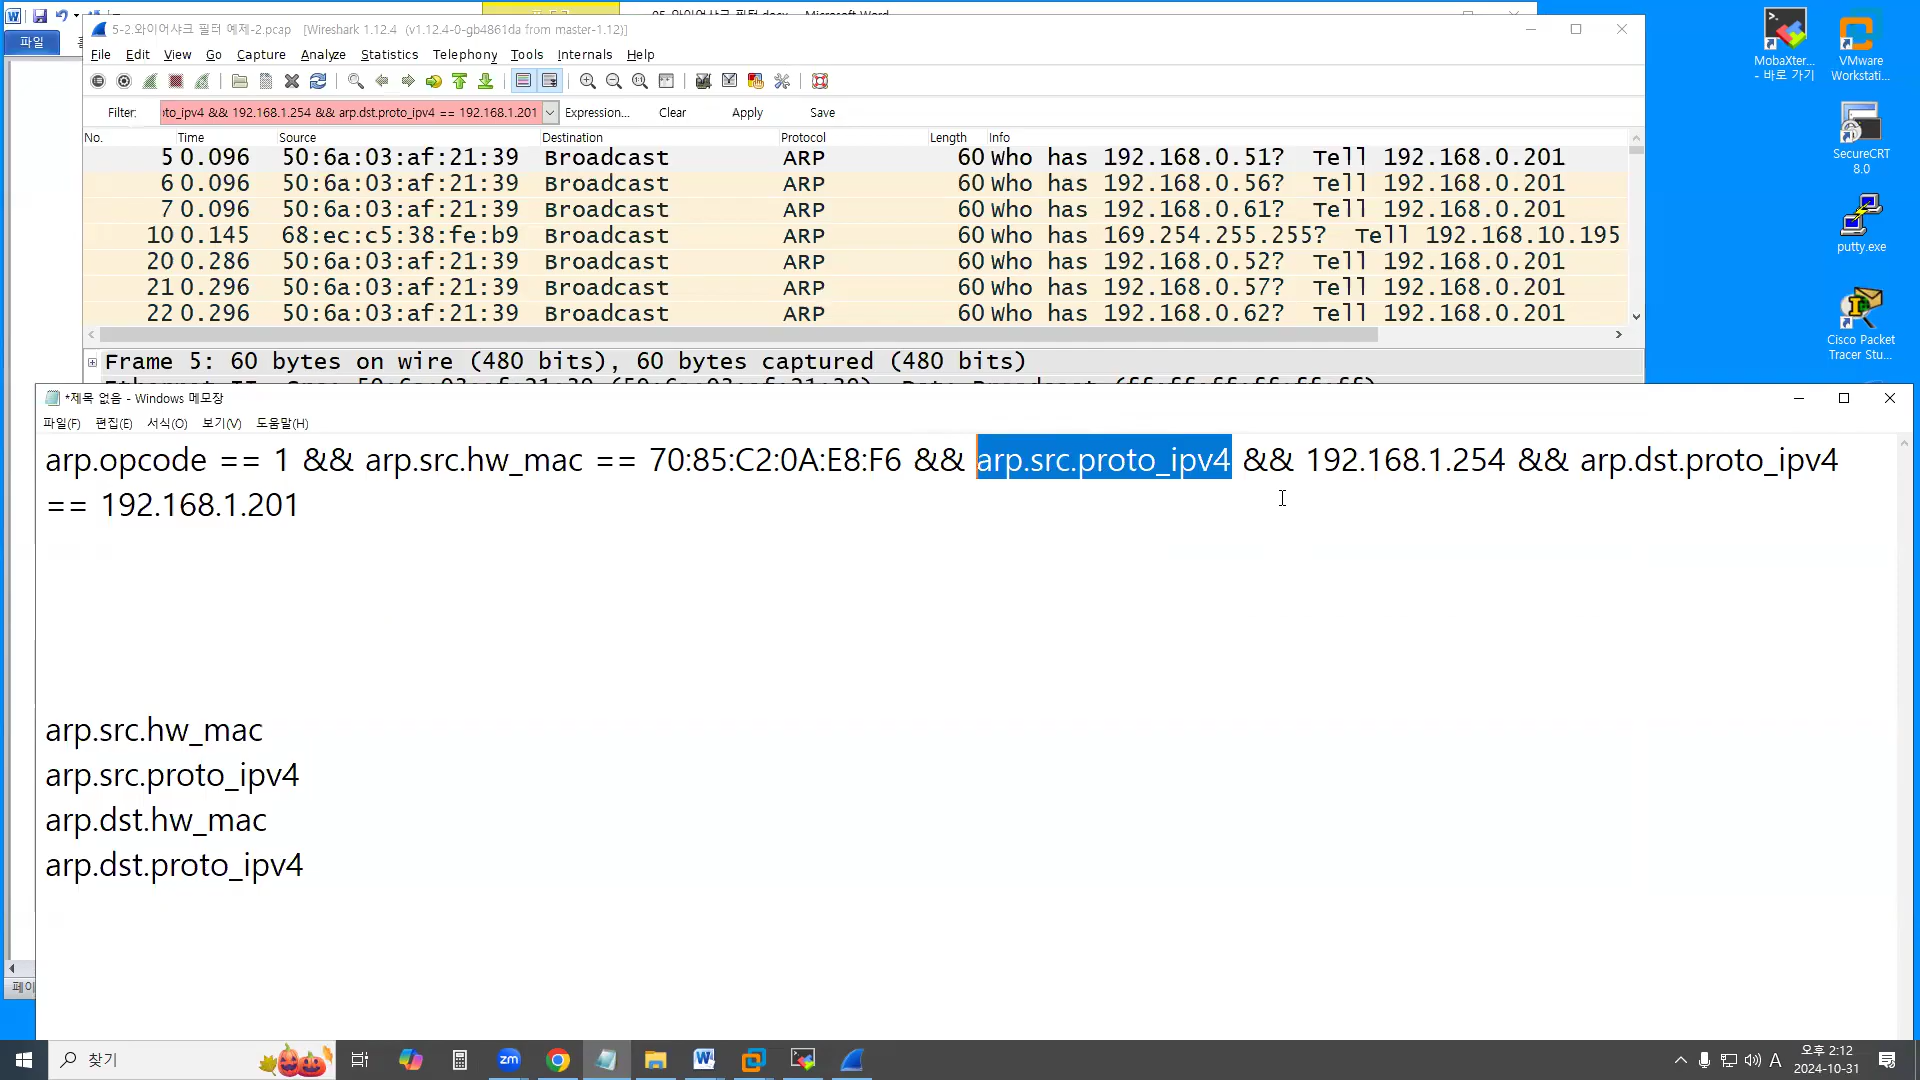 5-2.와이어샤크 필터 예제-2.pcap   [Wireshark 1.12.4  (v1.12.4-0-gb4861da from master-1.12)]
파일
File Edit View Go Capture Analyze Statistics Telephony Tools Internals Help
Filter: to_ipv4 && 192.168.1.254 && arp.dst.proto_ipv4 == 192.168.1.201 Expression... Clear Apply Save
No. Time Source Destination Protocol Length Info
5 0.096 50:6a:03:af:21:39 Broadcast ARP 60 Who has 192.168.0.51? Tell 192.168.0.201
6 0.096 50:6a:03:af:21:39 Broadcast ARP 60 Who has 192.168.0.56? Tell 192.168.0.201
7 0.096 50:6a:03:af:21:39 Broadcast ARP 60 Who has 192.168.0.61? Tell 192.168.0.201
10 0.145 68:ec:c5:38:fe:b9 Broadcast ARP 60 Who has 169.254.255.255? Tell 192.168.10.195
20 0.286 50:6a:03:af:21:39 Broadcast ARP 60 Who has 192.168.0.52? Tell 192.168.0.201
21 0.296 50:6a:03:af:21:39 Broadcast ARP 60 Who has 192.168.0.57? Tell 192.168.0.201
22 0.296 50:6a:03:af:21:39 Broadcast ARP 60 Who has 192.168.0.62? Tell 192.168.0.201
Frame 5: 60 bytes on wire (480 bits), 60 bytes captured (480 bits)
*제목 없음 - Windows 메모장
파일(F) 편집(E) 서식(O) 보기(V) 도움말(H)
arp.opcode == 1 && arp.src.hw_mac == 70:85:C2:0A:E8:F6 && arp.src.proto_ipv4 && 192.168.1.254 && arp.dst.proto_ipv4
== 192.168.1.201
arp.src.hw_mac
arp.src.proto_ipv4
arp.dst.hw_mac
arp.dst.proto_ipv4
페이
MobaXter...
- 바로 가기
VMware
Workstati...
SecureCRT
8.0
putty.exe
Cisco Packet
Tracer Stu...
찾기
zm
A
오후 2:12
2024-10-31